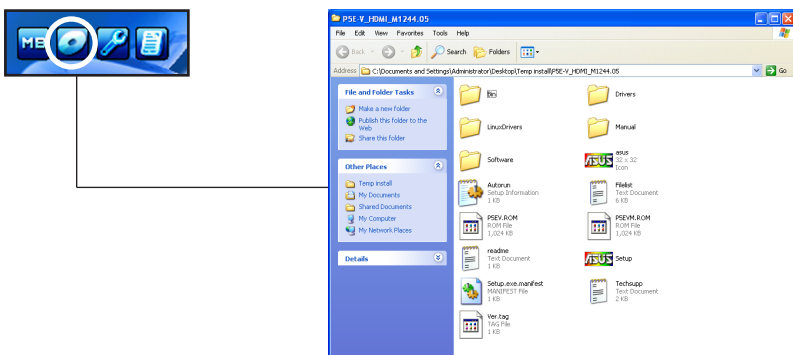 MB
P5E-V_HDMI_M1244.05
File Edit View Favorites Tools Help
Back Search Folders
Address C:\Documents and Settings\Administrator\Desktop\Temp install\P5E-V_HDMI_M1244.05 Go
File and Folder Tasks
Make a new folder
Publish this folder to the
Web
Share this folder
Other Places
Temp install
My Documents
Shared Documents
My Computer
My Network Places
Details
Bin
Drivers
LinuxDrivers
Manual
Software
ASUS
asus
32 x 32
Icon
Autorun
Setup Information
1 KB
Filelist
Text Document
6 KB
P5EV.ROM
ROM File
1,024 KB
P5EVM.ROM
ROM File
1,024 KB
readme
Text Document
1 KB
ASUS
Setup
Setup.exe.manifest
MANIFEST File
1 KB
Techsupp
Text Document
2 KB
Ver.tag
TAG File
1 KB